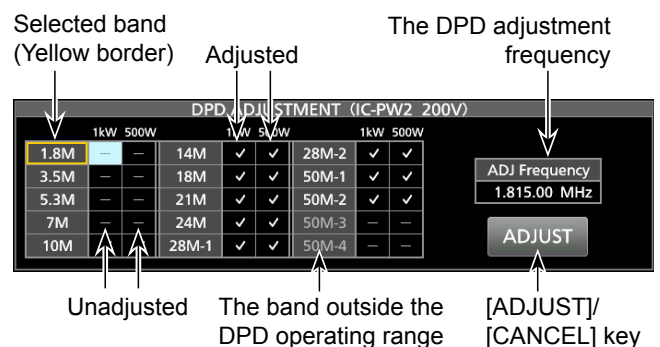 Selected band
(Yellow border)
Adjusted
The DPD adjustment
frequency
DPD ADJUSTMENT (IC-PW2 200V)
1kW 500W 1kW 500W 1kW 500W
1.8M — — 14M ✓ ✓ 28M-2 ✓ ✓
3.5M — — 18M ✓ ✓ 50M-1 ✓ ✓
5.3M — — 21M ✓ ✓ 50M-2 ✓ ✓
7M — — 24M ✓ ✓ 50M-3 — —
10M — — 28M-1 ✓ ✓ 50M-4 — —
ADJ Frequency
1.815.00 MHz
ADJUST
Unadjusted
The band outside the
DPD operating range
[ADJUST]/
[CANCEL] key